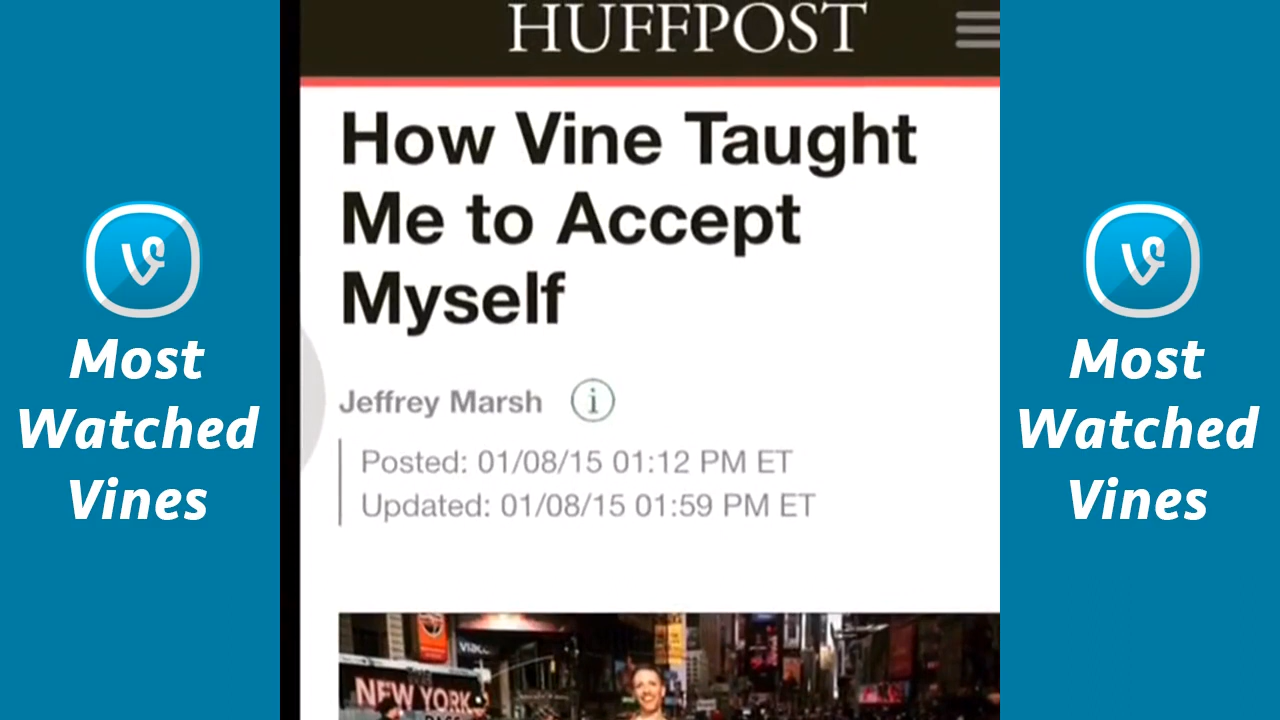 HUFFPOST
How Vine Taught
Me to Accept
Myself
Jeffrey Marsh
Posted: 01/08/15 01:12 PM ET
Updated: 01/08/15 01:59 PM ET
NEW YORK
Most
Watched
Vines
Most
Watched
Vines